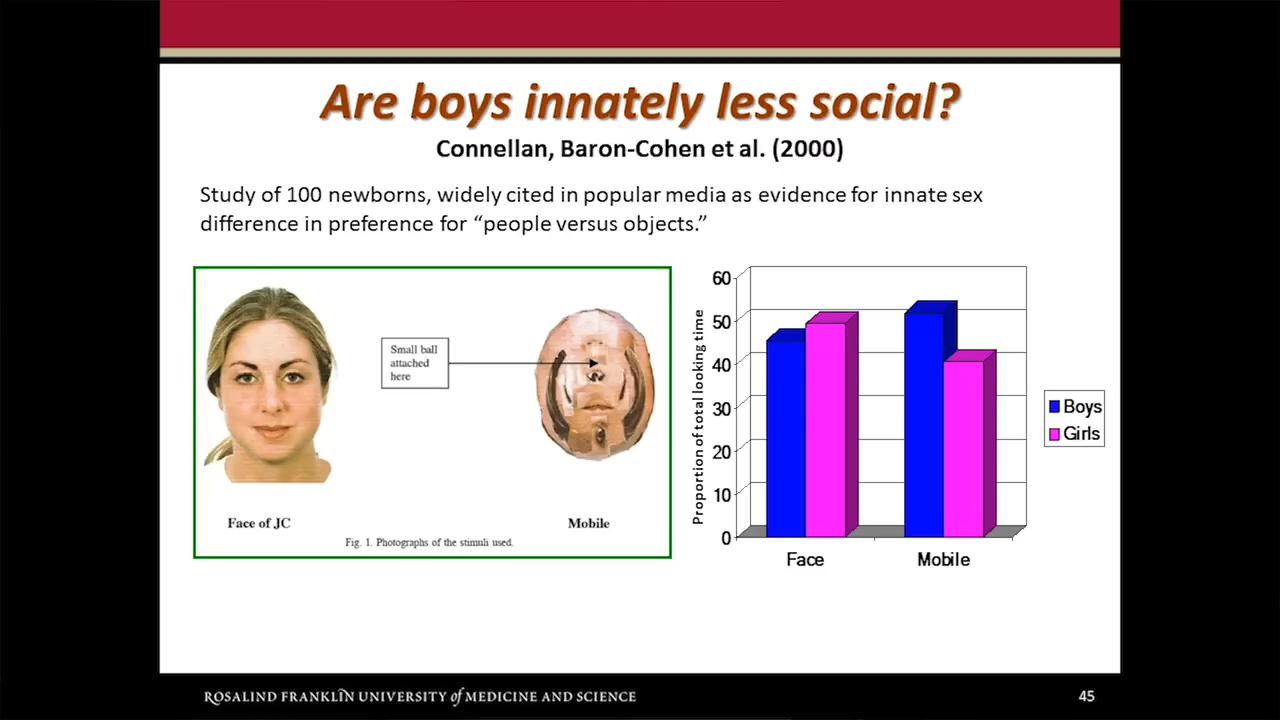 Are boys innately less social?
Connellan, Baron-Cohen et al. (2000)
Study of 100 newborns, widely cited in popular media as evidence for innate sex
difference in preference for “people versus objects.”
Small ball
attached
here
Face of JC
Mobile
Fig. 1. Photographs of the stimuli used.
Proportion of total looking time
60
50
40
30
20
10
0
Face
Mobile
Boys
Girls
ROSALIND FRANKLIN UNIVERSITY of MEDICINE AND SCIENCE
45